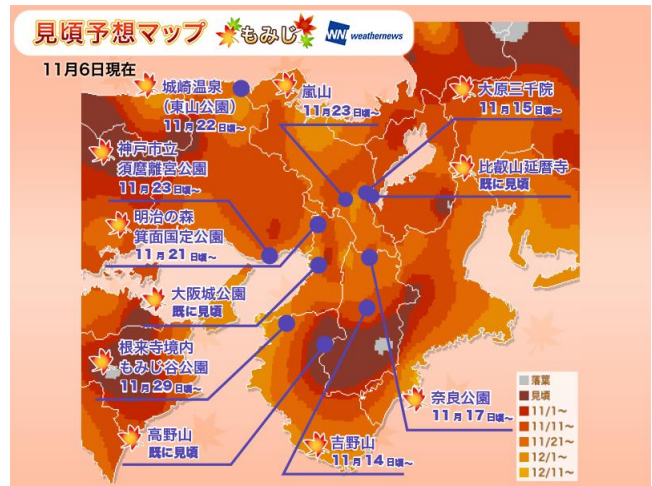 見頃予想マップ
もみじ
WNI weathernews
11月6日現在
城崎温泉
(東山公園)
11月22日頃~
嵐山
11月23日頃~
大原三千院
11月15日頃~
神戸市立
須磨離宮公園
11月23日頃~
比叡山延暦寺
既に見頃
明治の森
箕面国定公園
11月21日頃~
大阪城公園
既に見頃
根来寺境内
もみじ谷公園
11月29日頃~
高野山
既に見頃
吉野山
11月14日頃~
奈良公園
11月17日頃~
落葉
見頃
11/1~
11/11~
11/21~
12/1~
12/11~